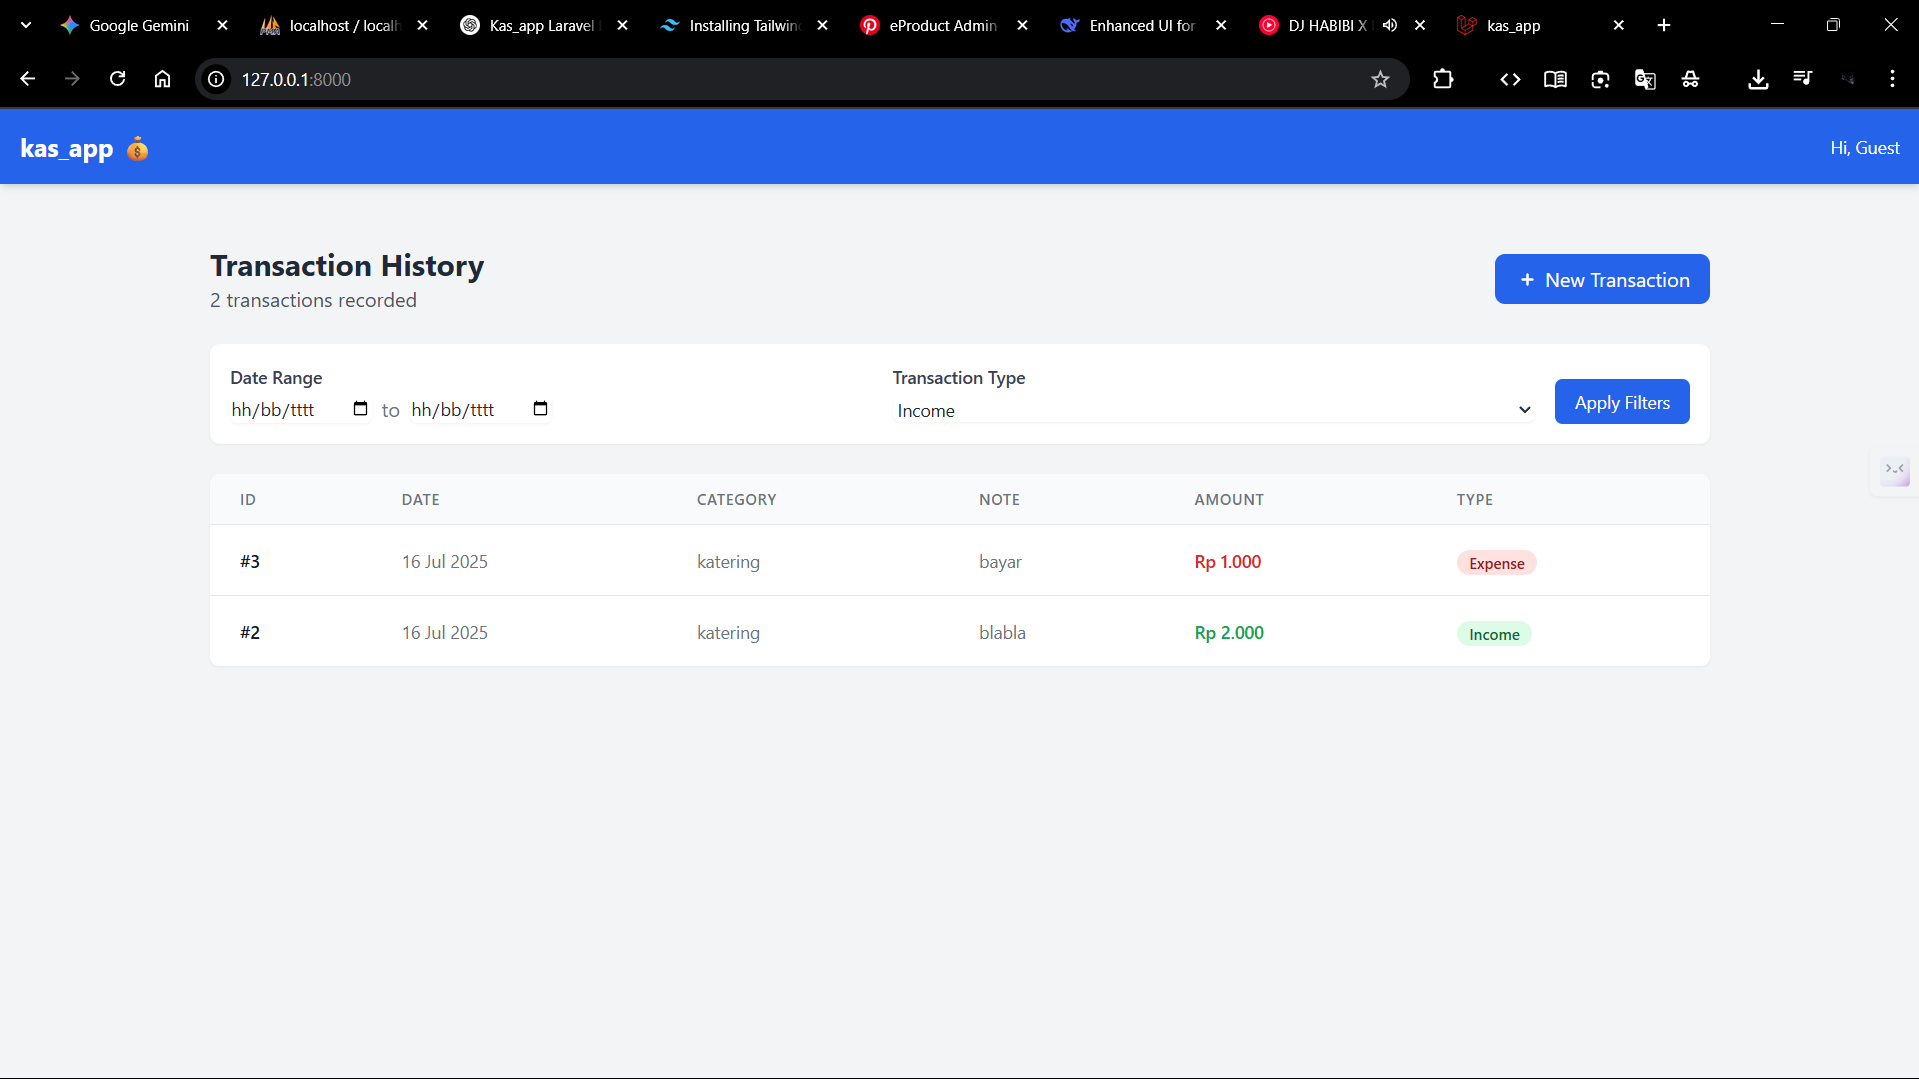 Google Gemini
localhost / localh
Kas_app Laravel
Installing Tailwin
eProduct Admin
Enhanced UI for
DJ HABIBI X
kas_app
127.0.0.1:8000
kas_app
Hi, Guest
Transaction History
2 transactions recorded
+ New Transaction
Date Range
hh/bb/tttt to hh/bb/tttt
Transaction Type
Income
Apply Filters
ID DATE CATEGORY NOTE AMOUNT TYPE
#3 16 Jul 2025 katering bayar Rp 1.000 Expense
#2 16 Jul 2025 katering blabla Rp 2.000 Income